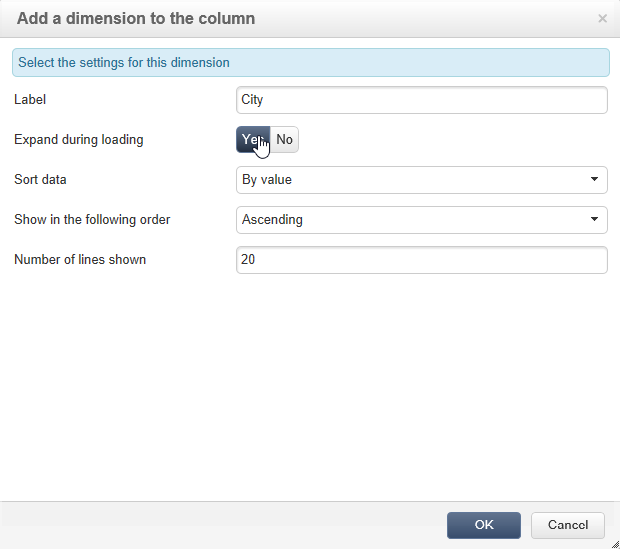 Add a dimension to the column ×
Select the settings for this dimension
Label City
Expand during loading Yes No
Sort data By value
Show in the following order Ascending
Number of lines shown 20
OK Cancel